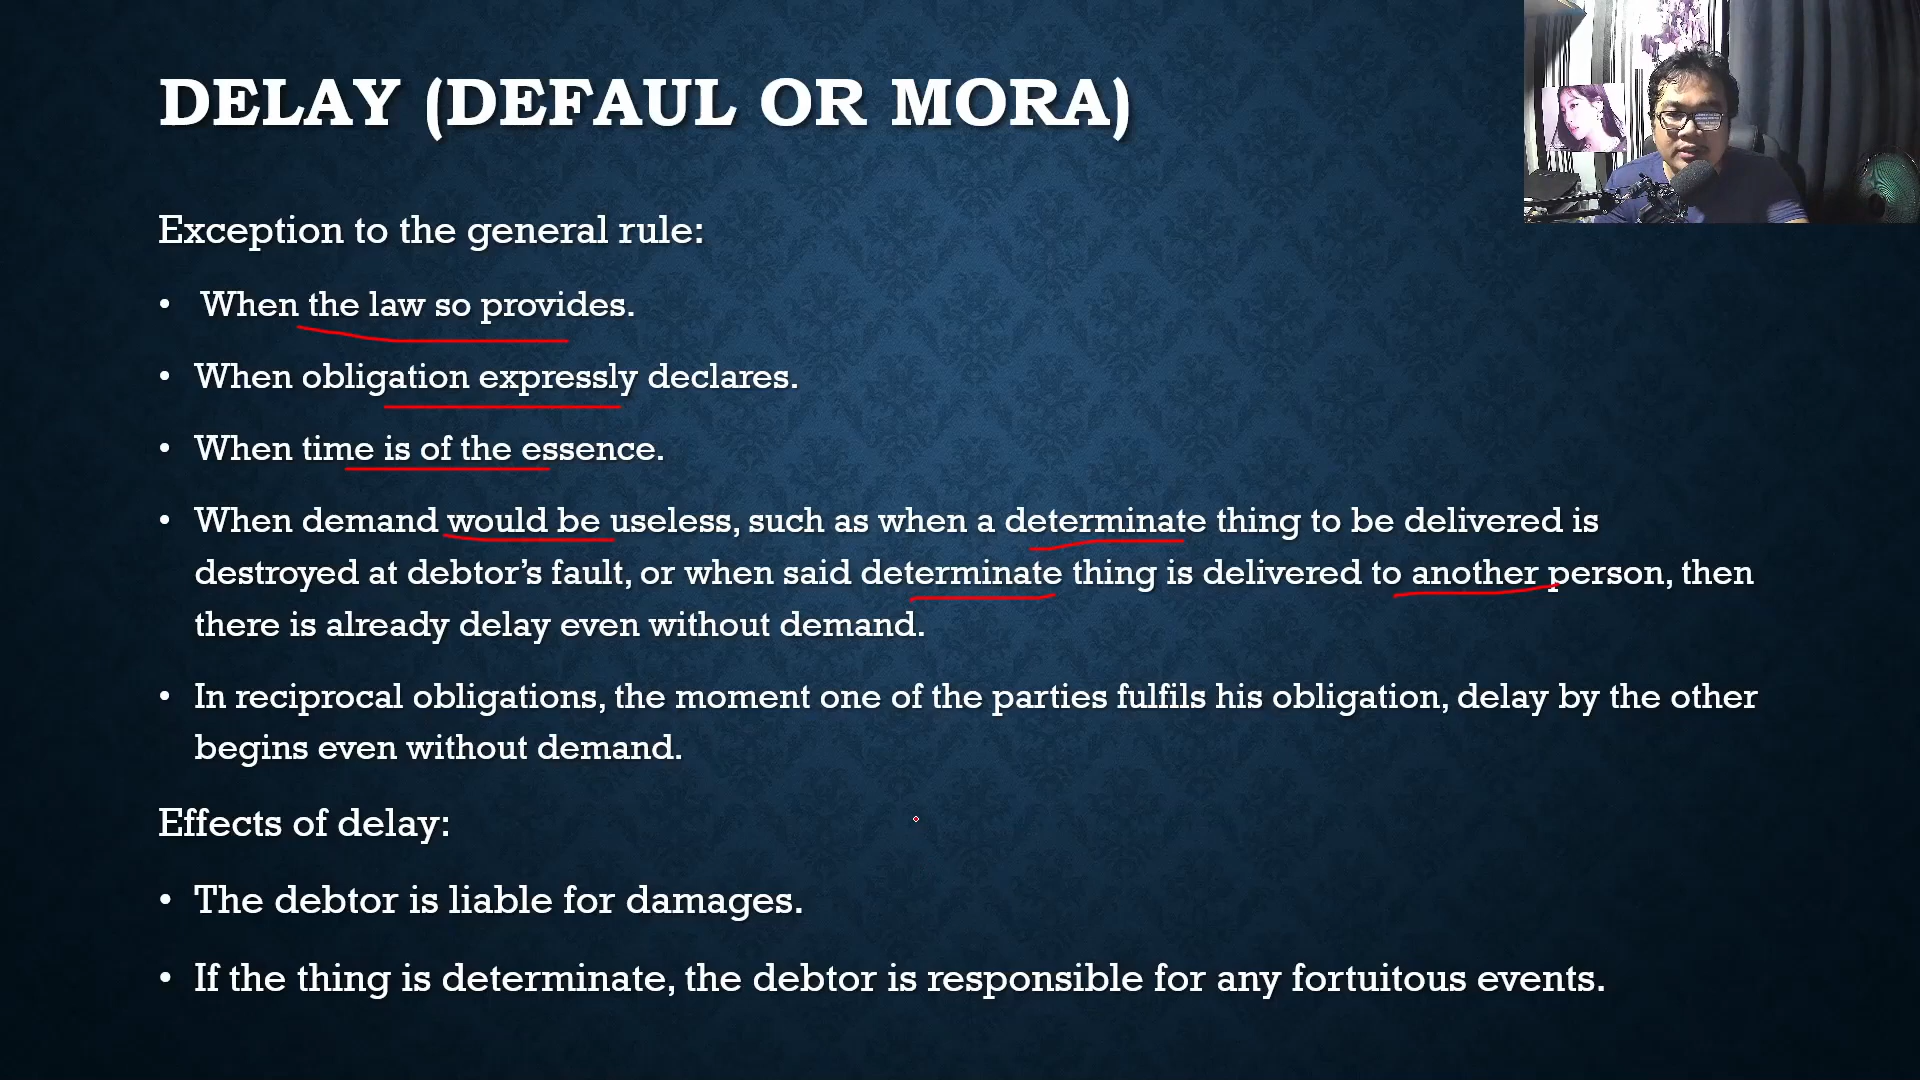 DELAY (DEFAUL OR MORA)
Exception to the general rule:
• When the law so provides.
• When obligation expressly declares.
• When time is of the essence.
• When demand would be useless, such as when a determinate thing to be delivered is
destroyed at debtor’s fault, or when said determinate thing is delivered to another person, then
there is already delay even without demand.
• In reciprocal obligations, the moment one of the parties fulfils his obligation, delay by the other
begins even without demand.
Effects of delay:
• The debtor is liable for damages.
• If the thing is determinate, the debtor is responsible for any fortuitous events.